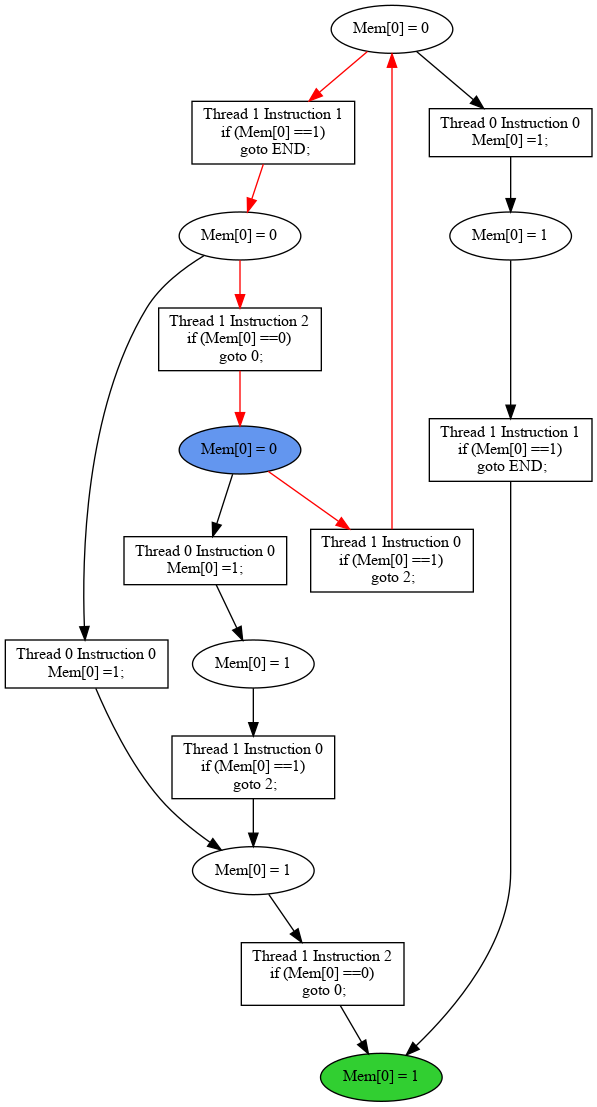 Mem[0] = 0
Thread 1 Instruction 1
if (Mem[0] ==1)
goto END;
Thread 0 Instruction 0
Mem[0] =1;
Mem[0] = 0
Mem[0] = 1
Thread 1 Instruction 2
if (Mem[0] ==0)
goto 0;
Mem[0] = 0
Thread 1 Instruction 1
if (Mem[0] ==1)
goto END;
Thread 0 Instruction 0
Mem[0] =1;
Thread 1 Instruction 0
if (Mem[0] ==1)
goto 2;
Thread 0 Instruction 0
Mem[0] =1;
Mem[0] = 1
Thread 1 Instruction 0
if (Mem[0] ==1)
goto 2;
Mem[0] = 1
Thread 1 Instruction 2
if (Mem[0] ==0)
goto 0;
Mem[0] = 1